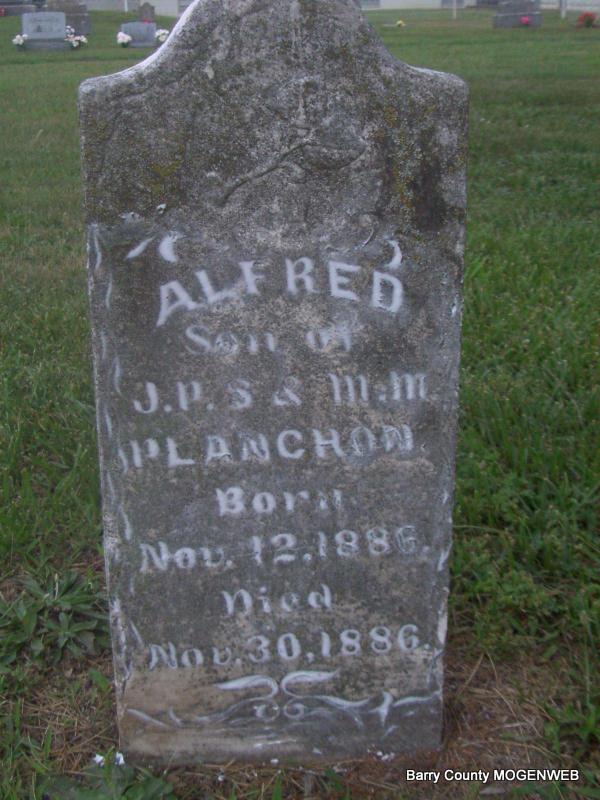 ALFRED
Son of
J.P.S & M.M.
PLANCHON.
Born
Nov. 12, 1886.
Died
Nov. 30, 1886.
Barry County MOGENWEB